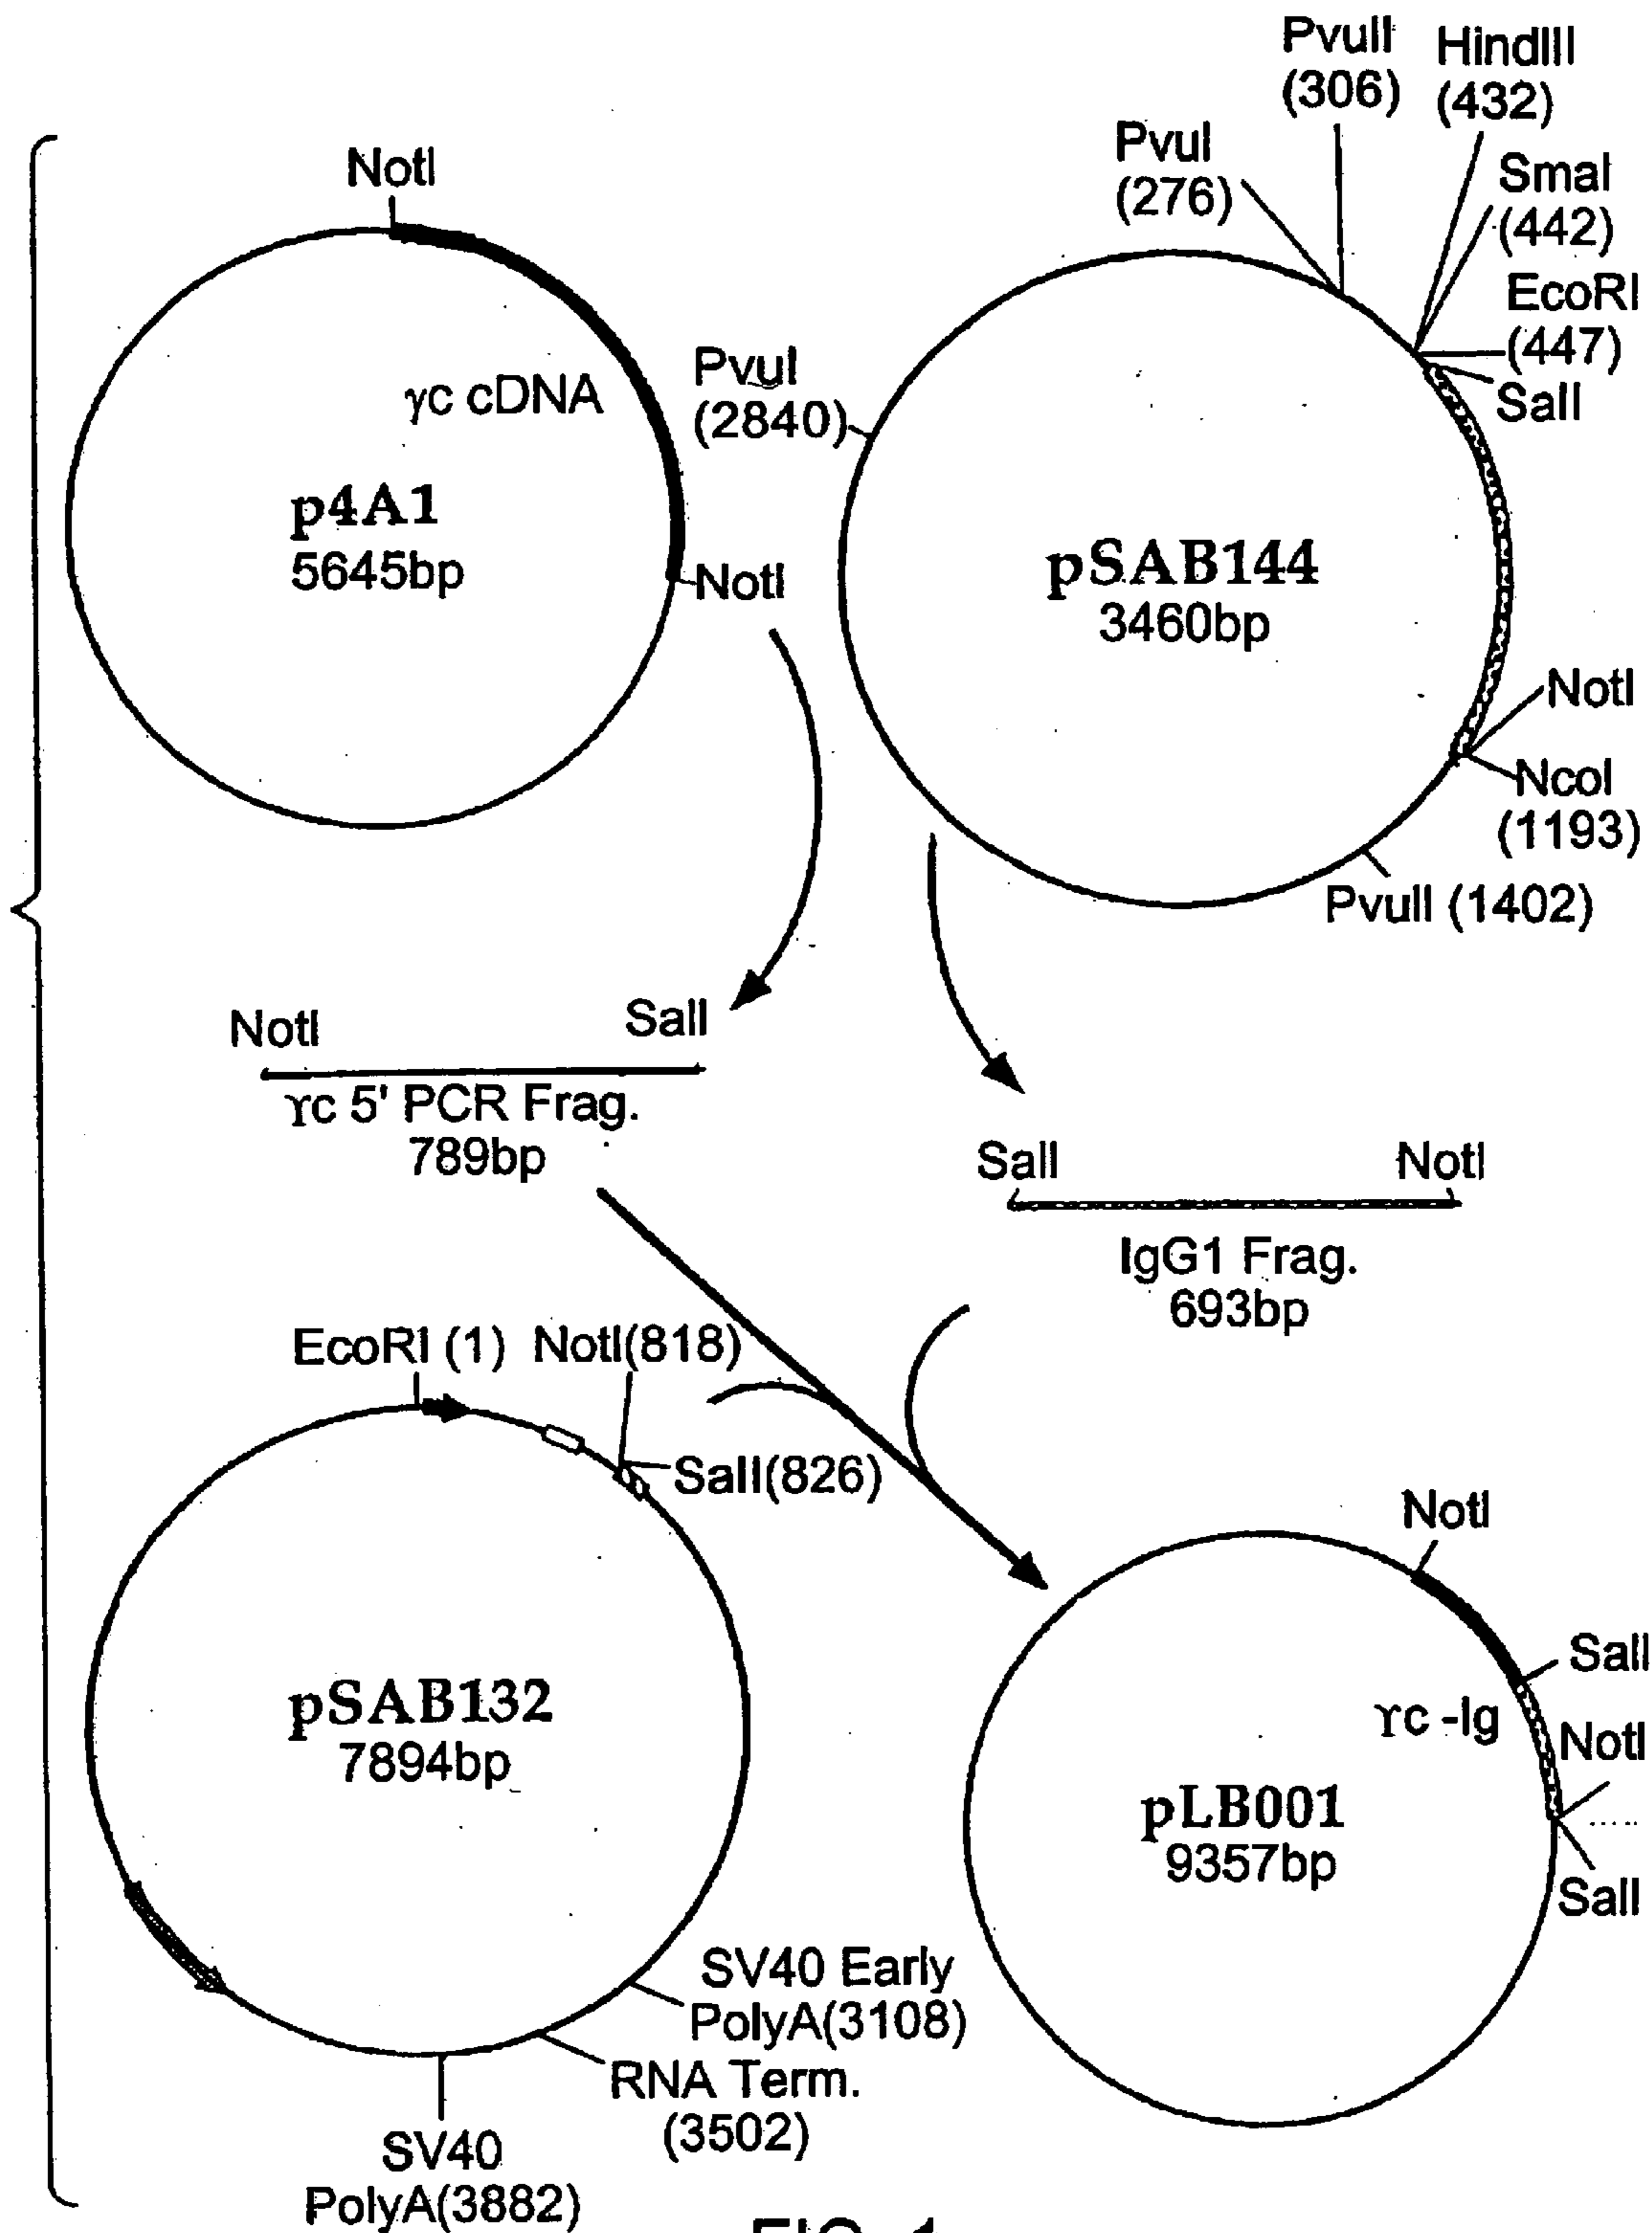 PvuII
(306)
HindIII
(432)
PvuI
(276)
SmaI
(442)
EcoRI
(447)
SalI
NotI
γc cDNA
p4A1
5645bp
NotI
PvuI
(2840)
pSAB144
3460bp
NotI
NcoI
(1193)
PvuII (1402)
NotI
SalI
γc 5' PCR Frag.
789bp
SalI
NotI
IgG1 Frag.
693bp
EcoRI (1)
NotI(818)
SalI(826)
pSAB132
7894bp
SV40 Early
PolyA(3108)
RNA Term.
(3502)
SV40
PolyA(3882)
NotI
SalI
γc -Ig
NotI
pLB001
9357bp
SalI
FIG. 1